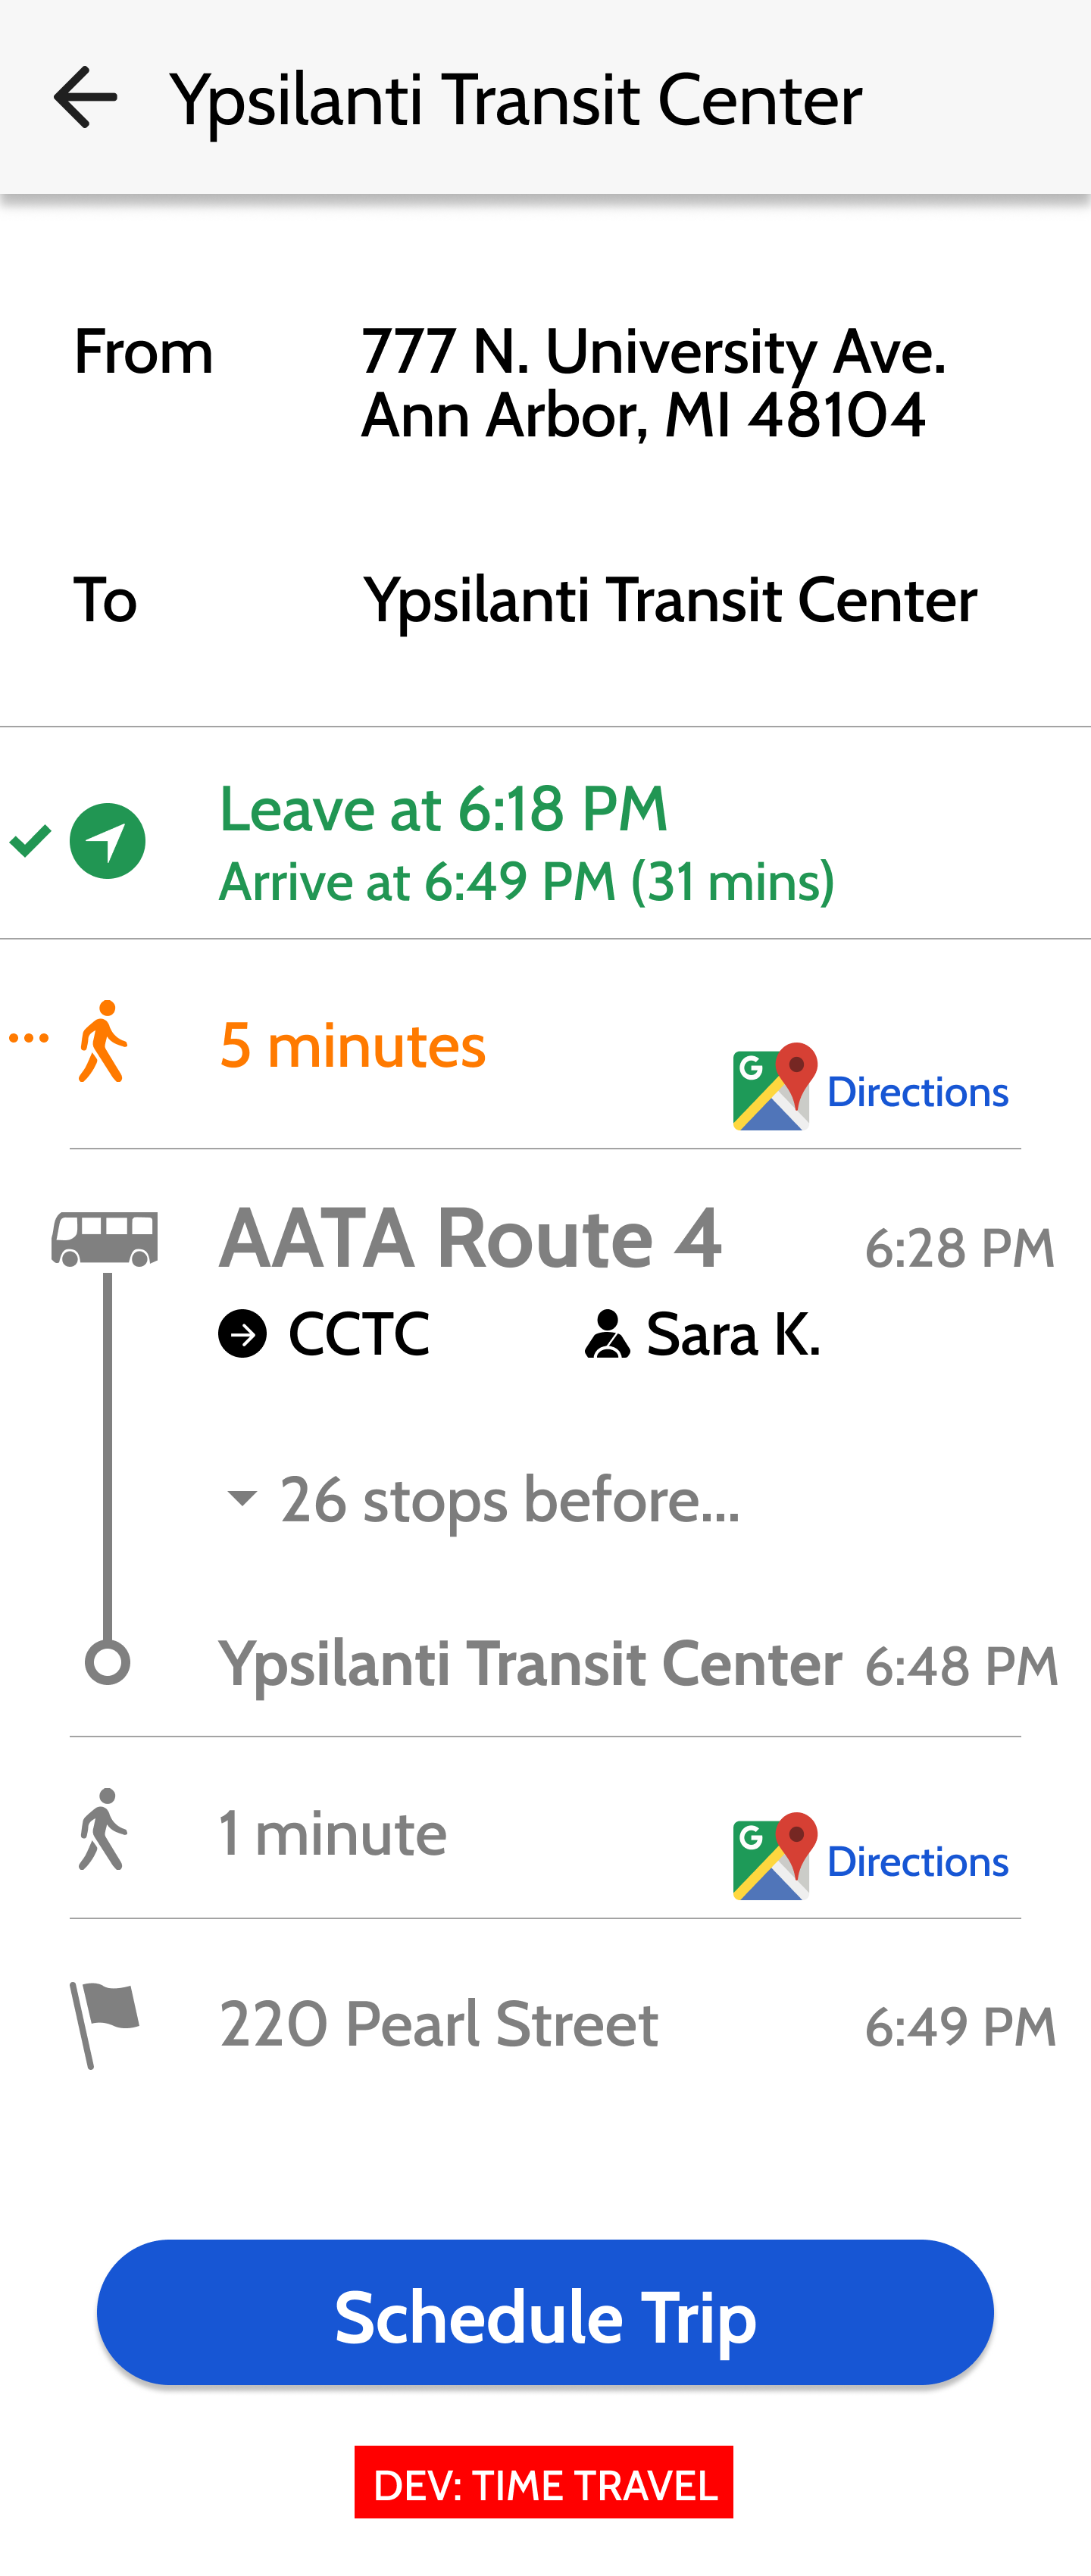 Ypsilanti Transit Center
From
777 N. University Ave.
Ann Arbor, MI 48104
To
Ypsilanti Transit Center
Leave at 6:18 PM
Arrive at 6:49 PM (31 mins)
5 minutes
G
Directions
AATA Route 4
6:28 PM
CCTC
Sara K.
26 stops before...
Ypsilanti Transit Center
6:48 PM
1 minute
G
Directions
220 Pearl Street
6:49 PM
Schedule Trip
DEV: TIME TRAVEL